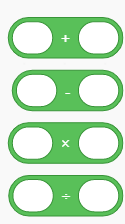 +
-
×
÷